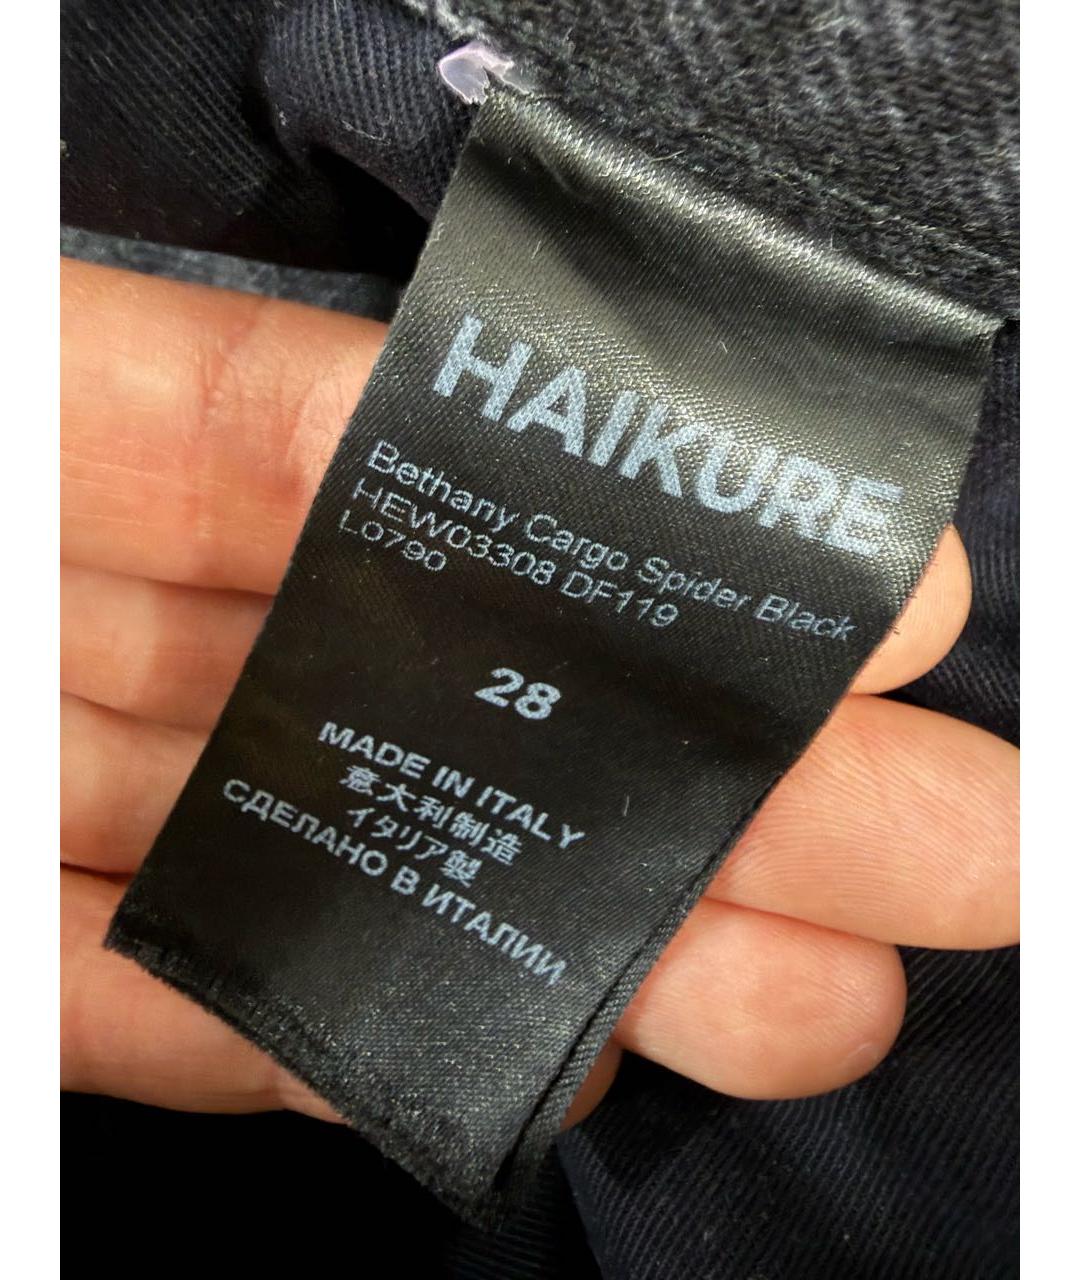 HAIKURE
Bethany Cargo Spider Black
HEW03308 DF119
L0790
28
MADE IN ITALY
意大利制造
イタリア製
СДЕЛАНО В ИТАЛИИ